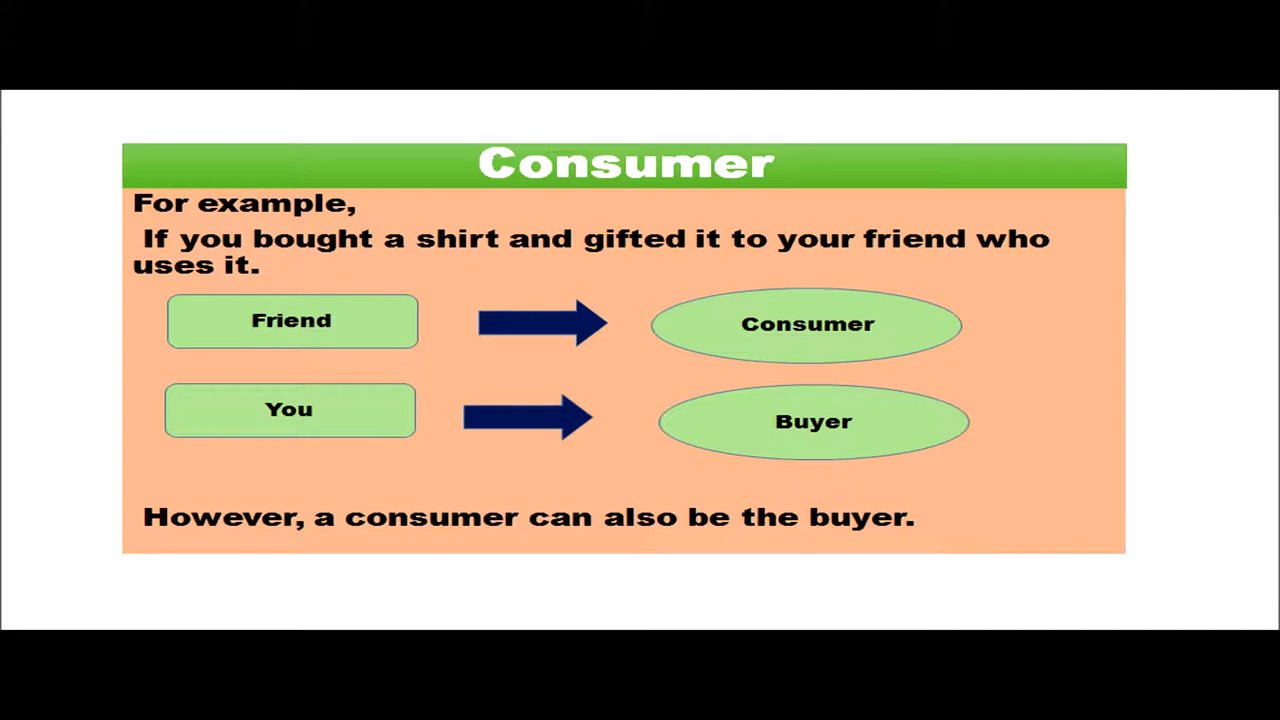 Consumer
For example,
If you bought a shirt and gifted it to your friend who
uses it.
Friend
Consumer
You
Buyer
However, a consumer can also be the buyer.